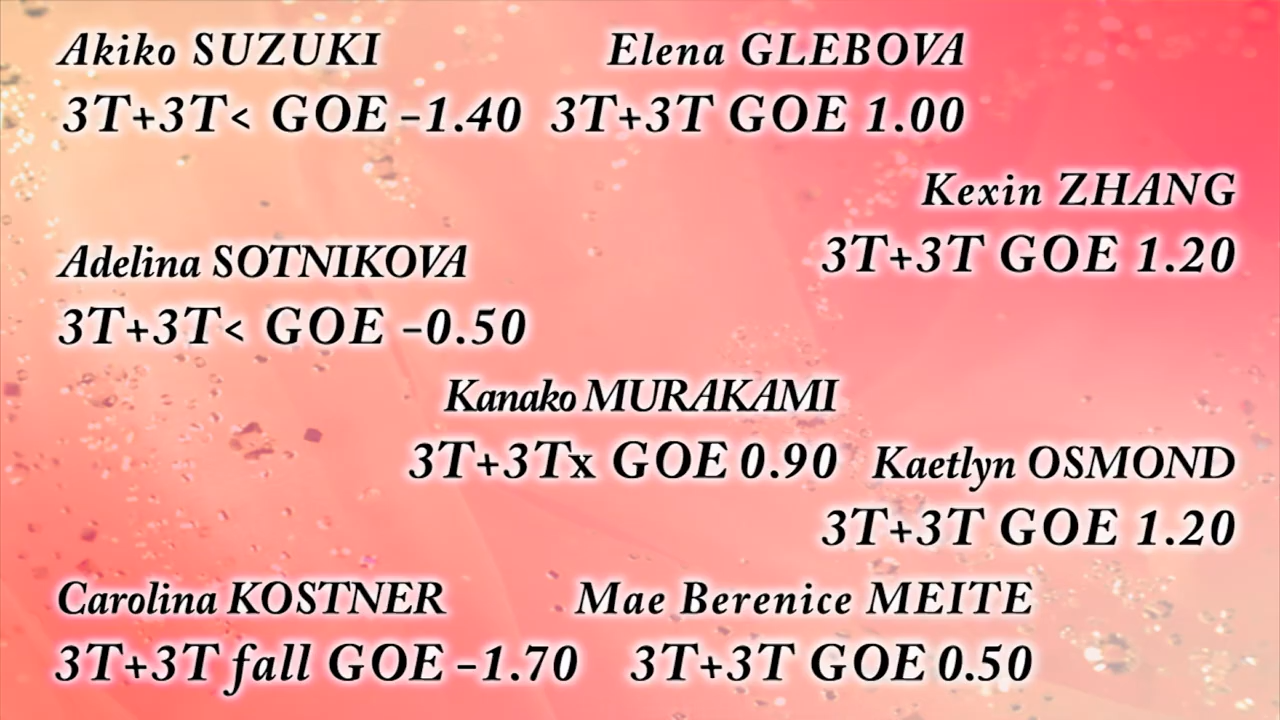 Akiko SUZUKI
3T+3T< GOE -1.40
Elena GLEBOVA
3T+3T GOE 1.00
Kexin ZHANG
3T+3T GOE 1.20
Adelina SOTNIKOVA
3T+3T< GOE -0.50
Kanako MURAKAMI
3T+3Tx GOE 0.90
Kaetlyn OSMOND
3T+3T GOE 1.20
Carolina KOSTNER
3T+3T fall GOE -1.70
Mae Berenice MEITE
3T+3T GOE 0.50